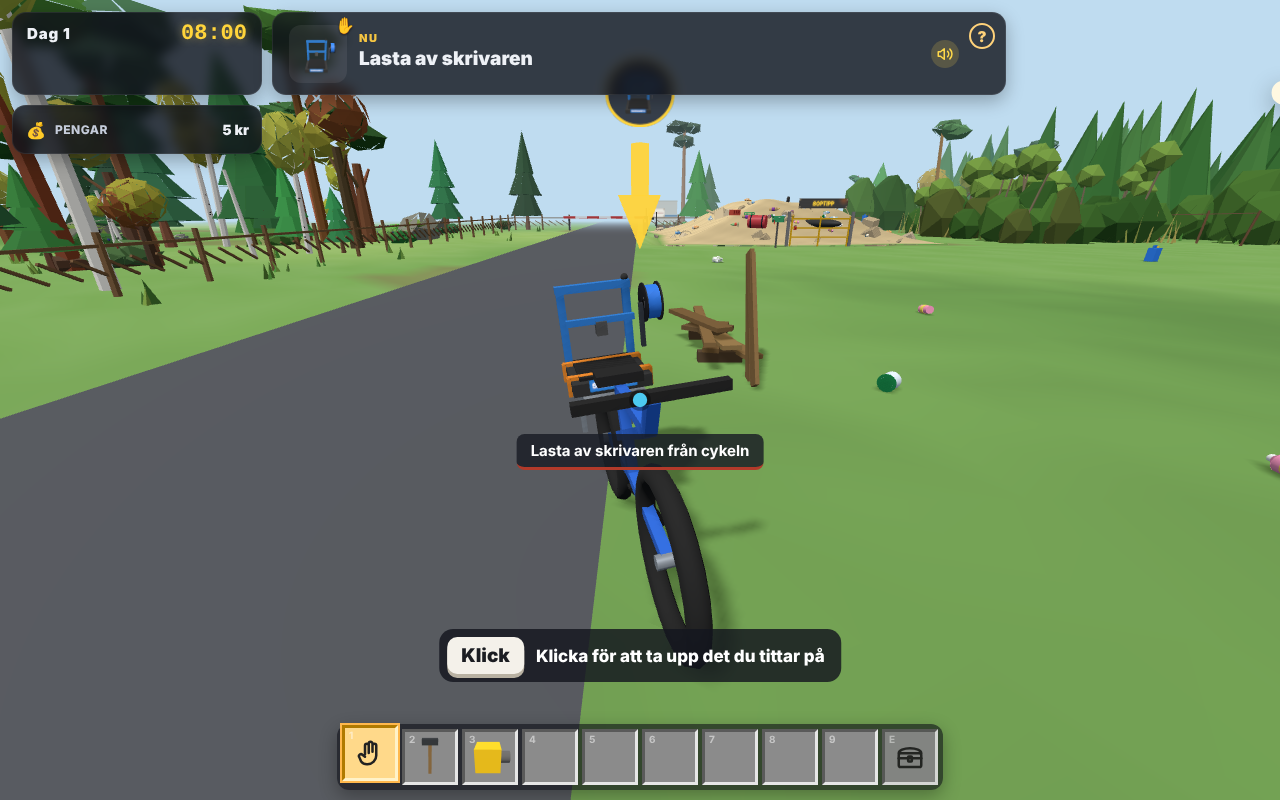 Dag 1
08:00
NU
Lasta av skrivaren
?
PENGAR
5 kr
SOPTIPP
Lasta av skrivaren från cykeln
Klick
Klicka för att ta upp det du tittar på
1
2
3
4
5
6
7
8
9
E